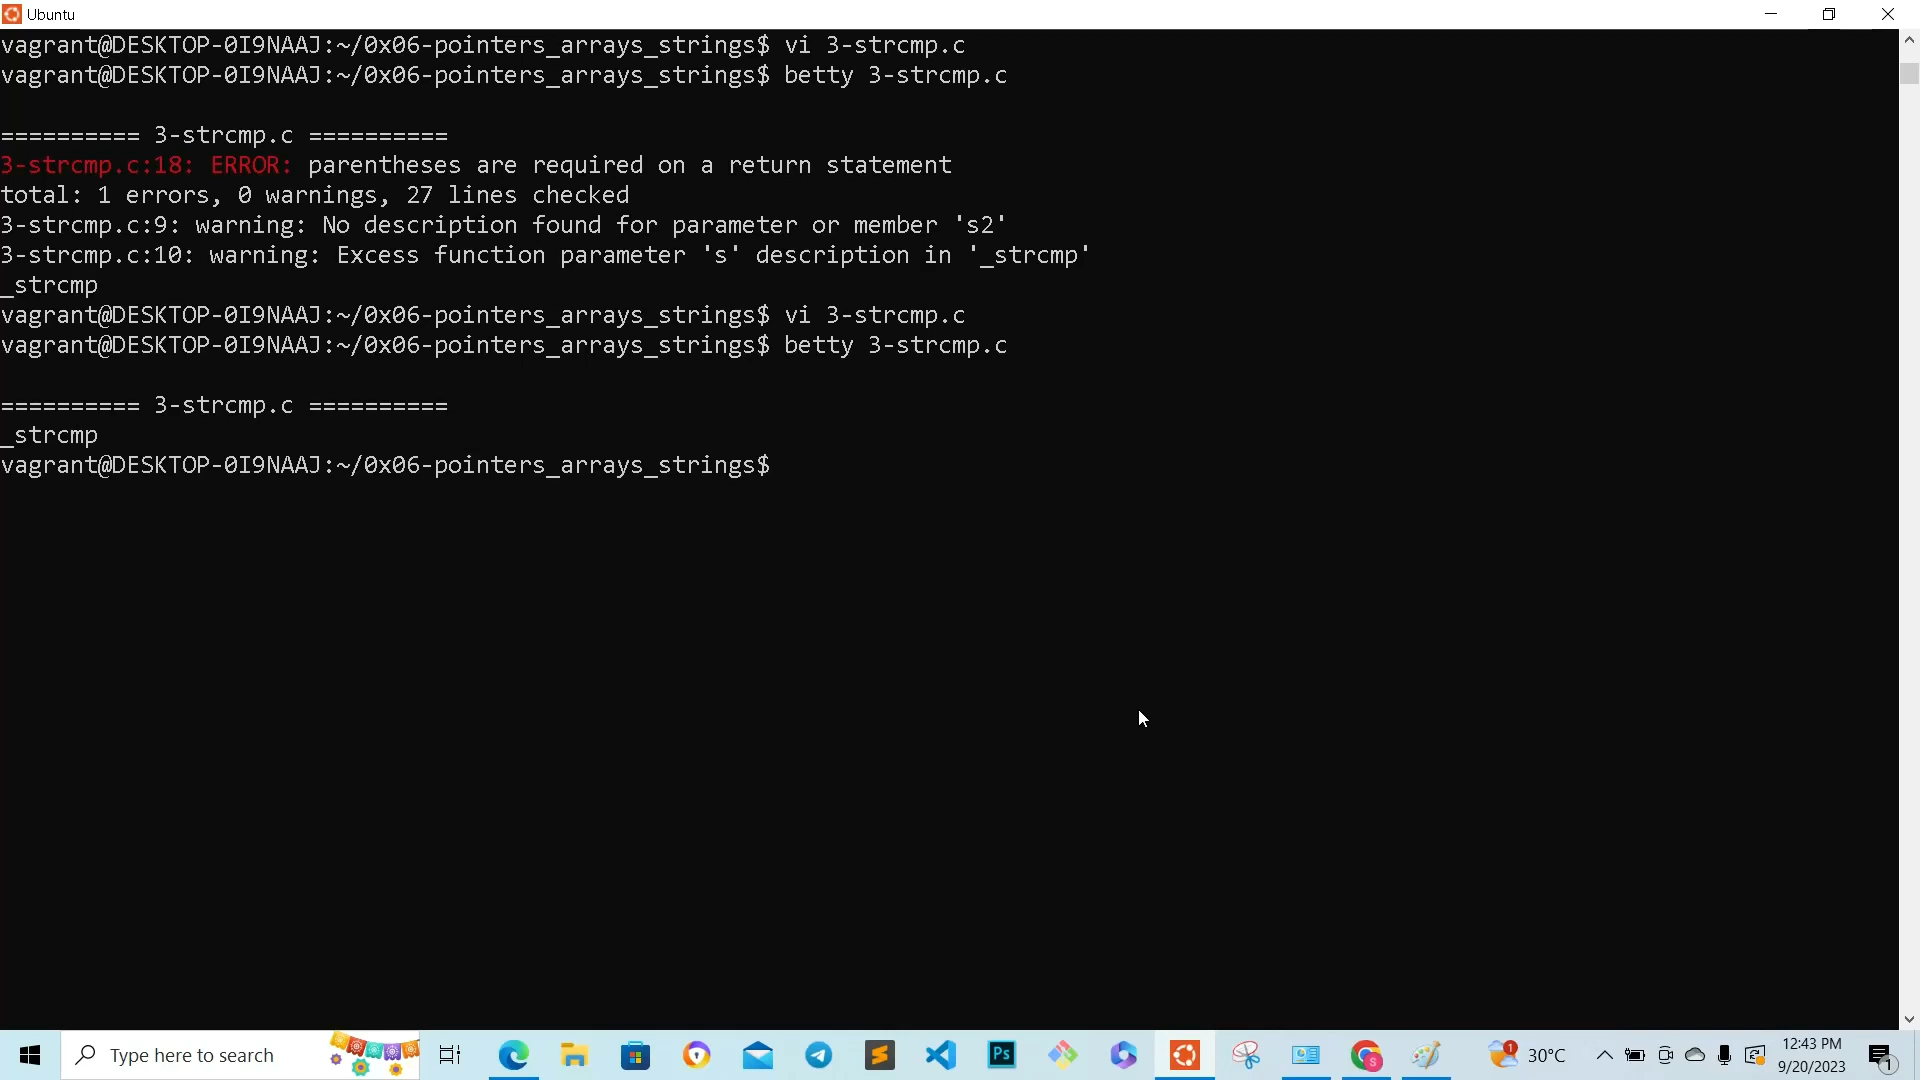 Ubuntu
vagrant@DESKTOP-0I9NAAJ:~/0x06-pointers_arrays_strings$ vi 3-strcmp.c
vagrant@DESKTOP-0I9NAAJ:~/0x06-pointers_arrays_strings$ betty 3-strcmp.c
========== 3-strcmp.c ==========
3-strcmp.c:18: ERROR: parentheses are required on a return statement
total: 1 errors, 0 warnings, 27 lines checked
3-strcmp.c:9: warning: No description found for parameter or member 's2'
3-strcmp.c:10: warning: Excess function parameter 's' description in '_strcmp'
_strcmp
vagrant@DESKTOP-0I9NAAJ:~/0x06-pointers_arrays_strings$ vi 3-strcmp.c
vagrant@DESKTOP-0I9NAAJ:~/0x06-pointers_arrays_strings$ betty 3-strcmp.c
========== 3-strcmp.c ==========
_strcmp
vagrant@DESKTOP-0I9NAAJ:~/0x06-pointers_arrays_strings$
Type here to search
Ps
S
1
30°C
12:43 PM
9/20/2023
1